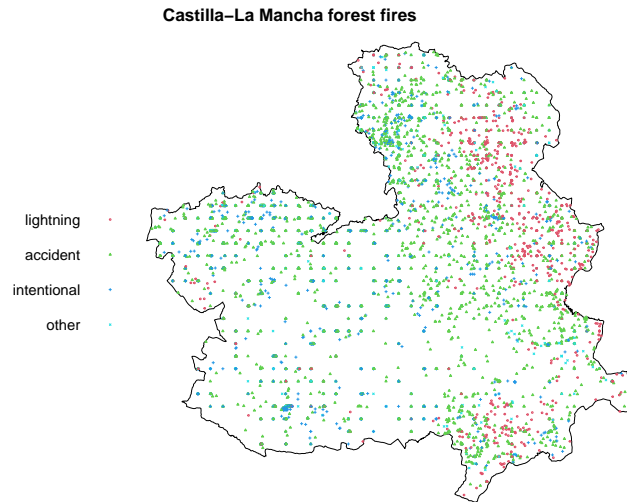 Castilla–La Mancha forest fires
lightning
accident
intentional
other